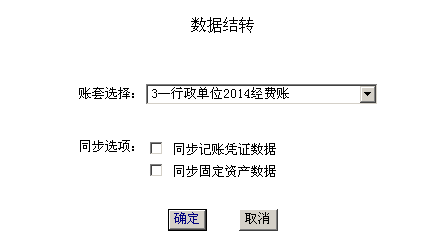 数据结转
账套选择： 3一行政单位2014经费账
同步选项： 同步记账凭证数据
同步固定资产数据
确定 取消